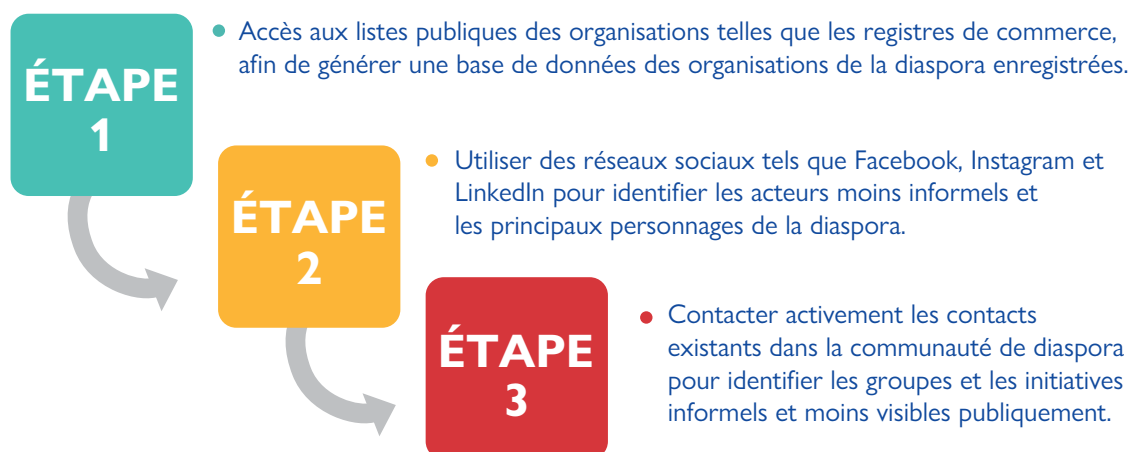 ÉTAPE
1
Accès aux listes publiques des organisations telles que les registres de commerce,
afin de générer une base de données des organisations de la diaspora enregistrées.
ÉTAPE
2
Utiliser des réseaux sociaux tels que Facebook, Instagram et
LinkedIn pour identifier les acteurs moins informels et
les principaux personnages de la diaspora.
ÉTAPE
3
Contacter activement les contacts
existants dans la communauté de diaspora
pour identifier les groupes et les initiatives
informels et moins visibles publiquement.